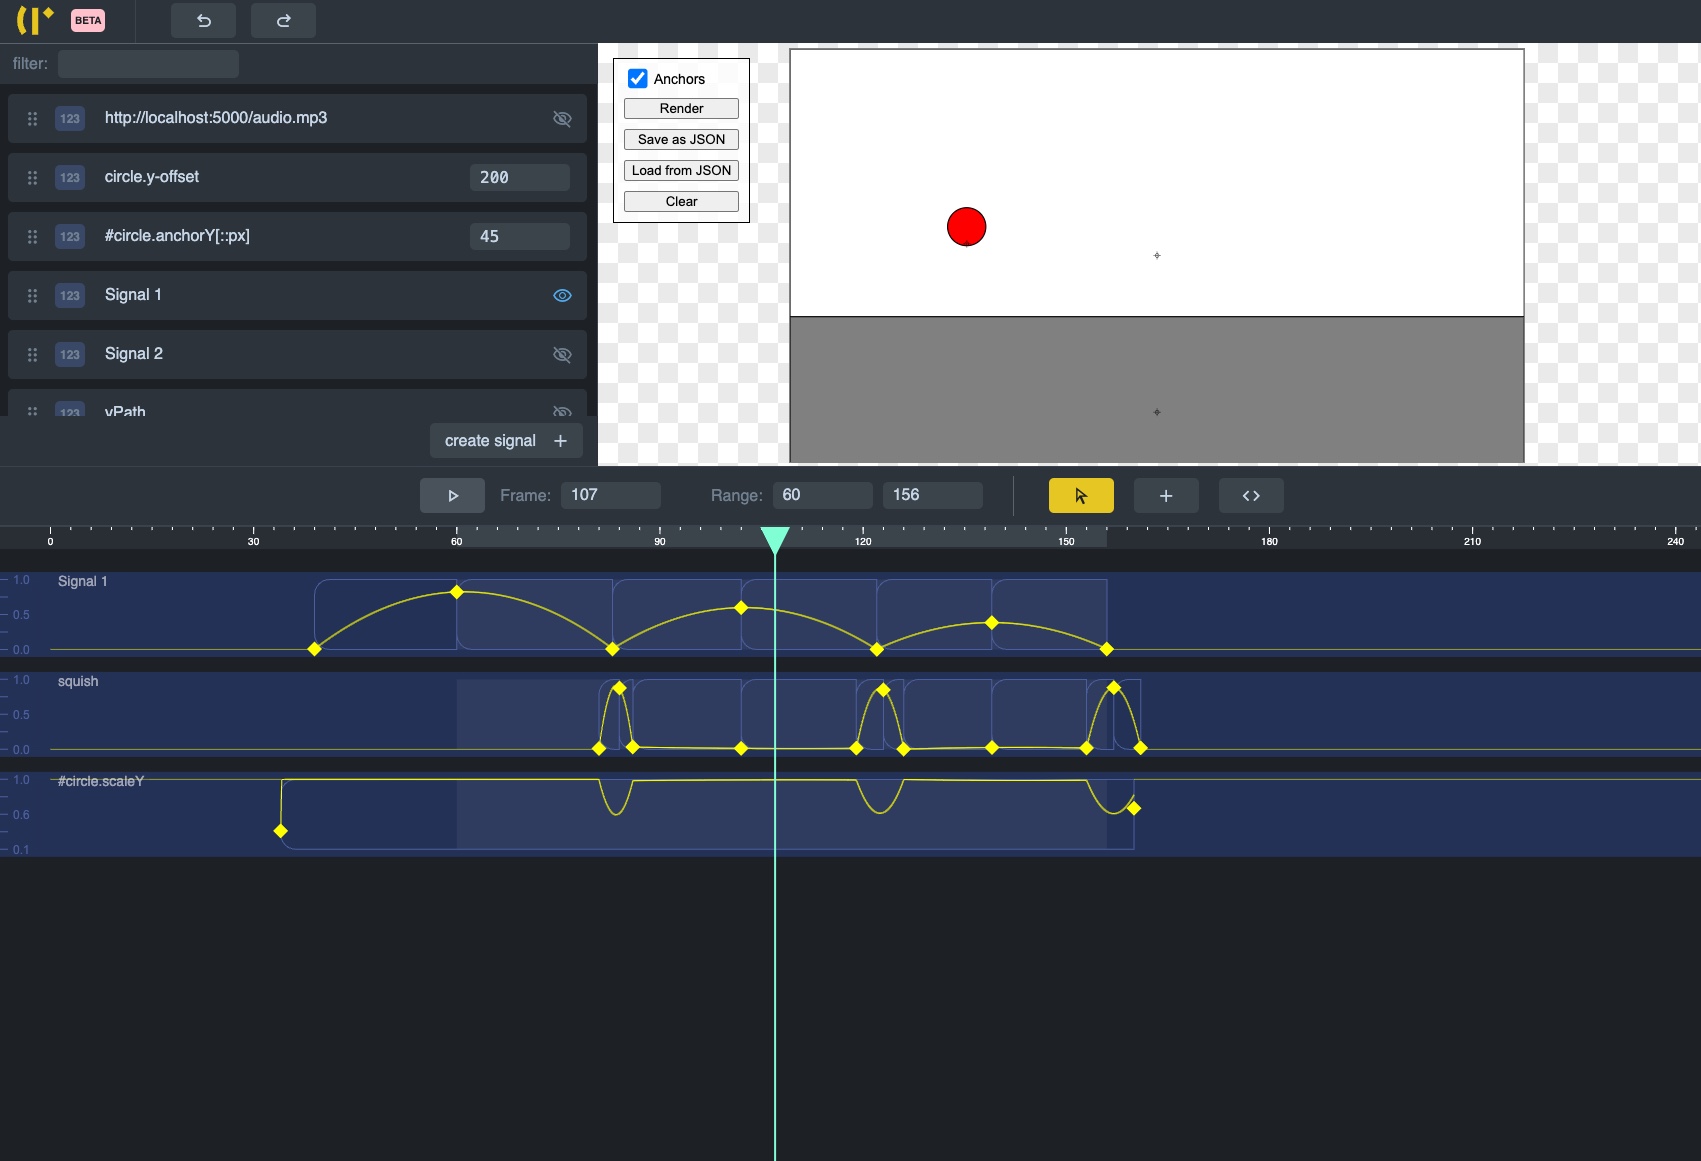 BETA
filter:
123 http://localhost:5000/audio.mp3
123 circle.y-offset 200
123 #circle.anchorY[::px] 45
123 Signal 1
123 Signal 2
123 yPath
create signal +
Anchors
Render
Save as JSON
Load from JSON
Clear
Frame: 107 Range: 60 156
0 30 60 90 120 150 180 210 240
Signal 1
1.0
0.5
0.0
squish
1.0
0.5
0.0
#circle.scaleY
1.0
0.6
0.1